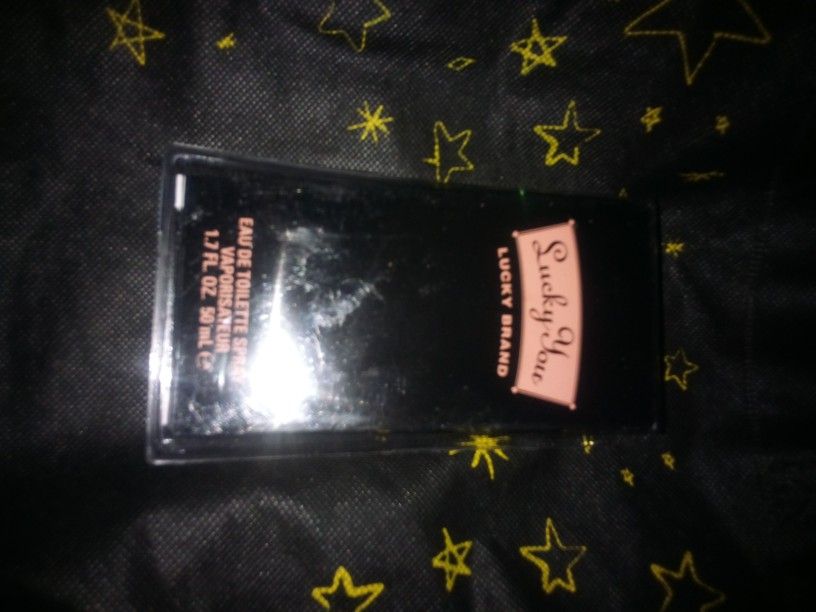 Lucky You
LUCKY BRAND
EAU DE TOILETTE SPRAY
VAPORISATEUR
1.7 FL. OZ. 50 mL e